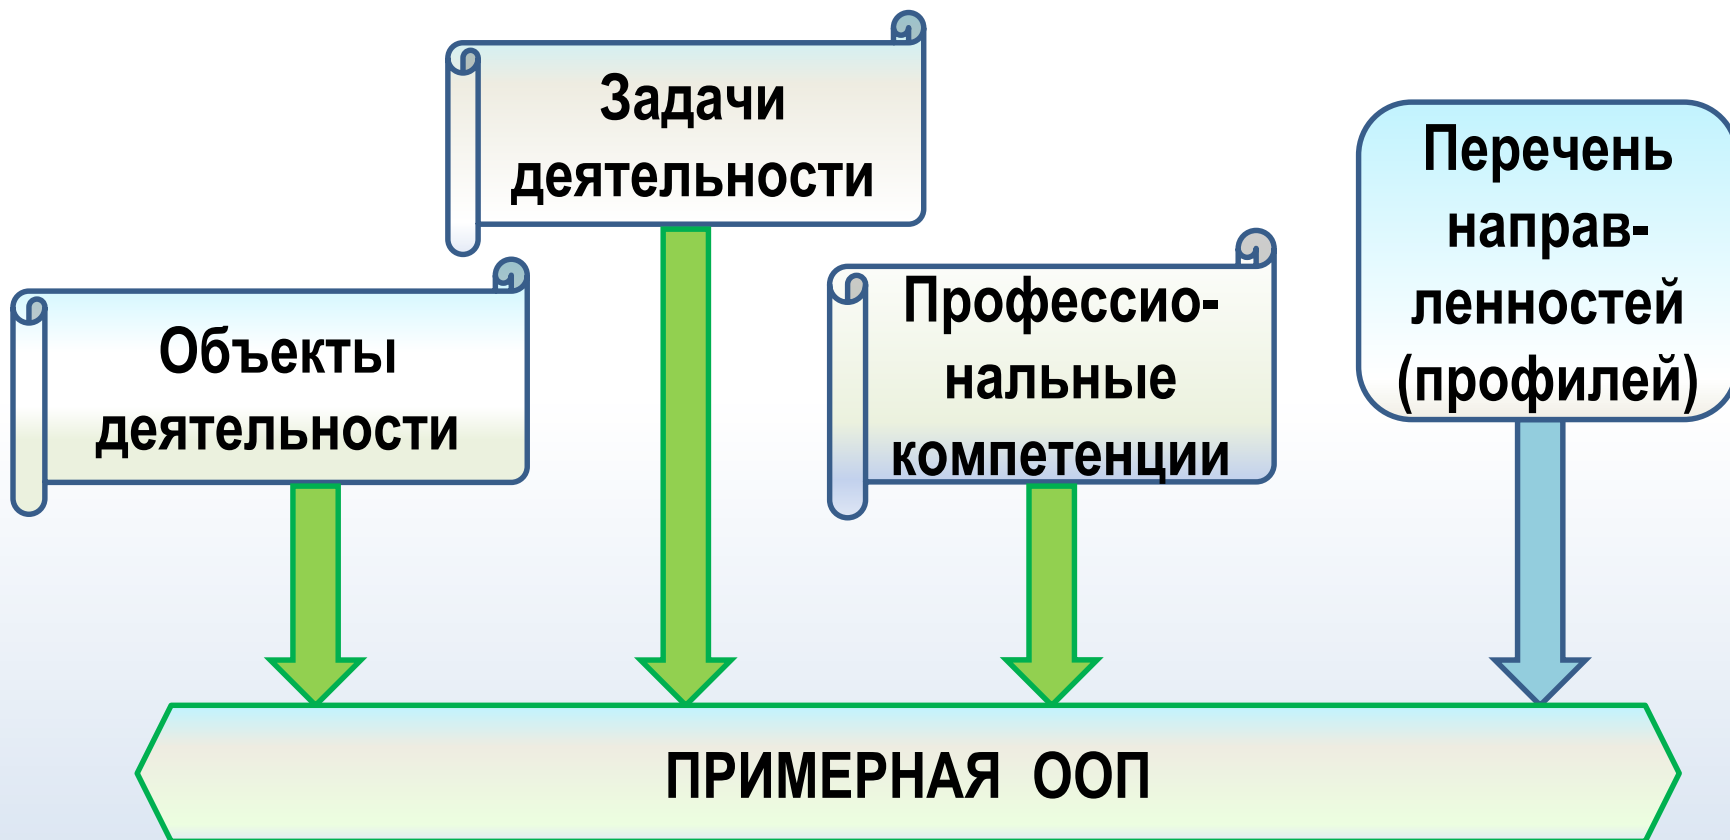 Задачи
деятельности
Объекты
деятельности
Профессио-
нальные
компетенции
Перечень
направ-
ленностей
(профилей)
ПРИМЕРНАЯ ООП